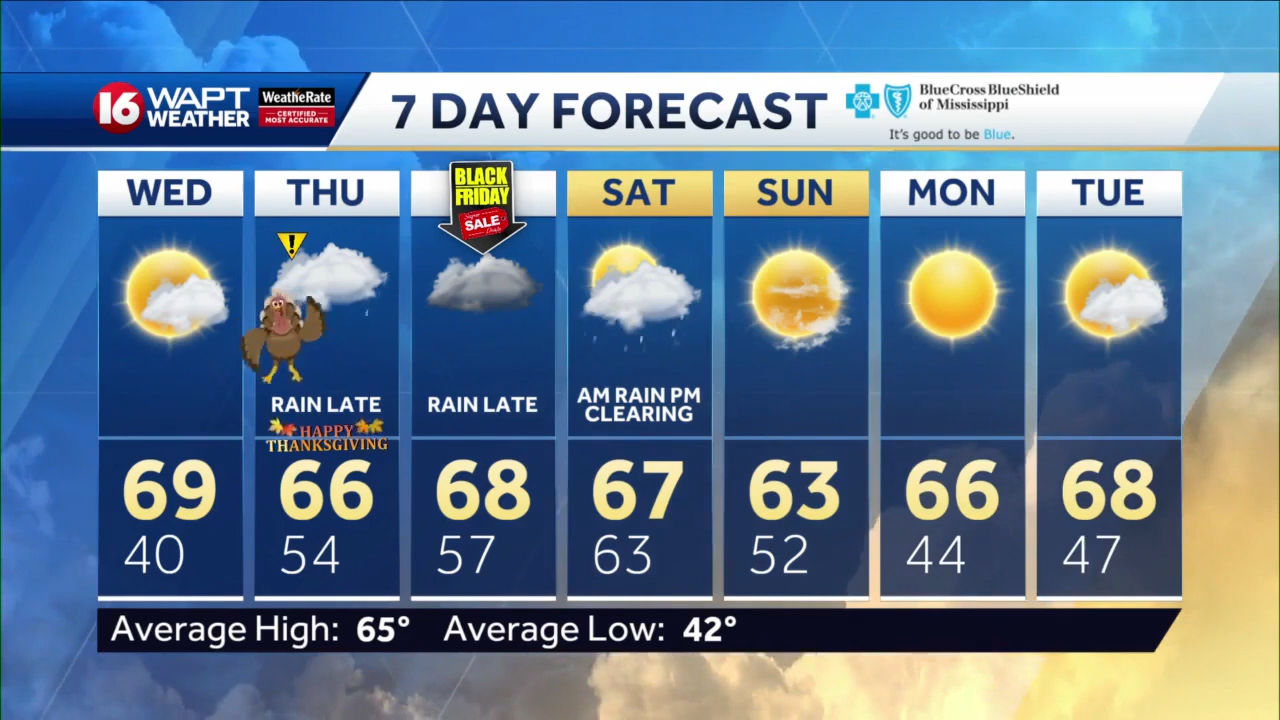 16 WAPT WEATHER
WeatheRate
CERTIFIED
MOST ACCURATE
7 DAY FORECAST
BlueCross BlueShield
of Mississippi
It's good to be Blue.
WED
THU
BLACK
FRIDAY
SUPER
SALE
SAT
SUN
MON
TUE
!
RAIN LATE
HAPPY
THANKSGIVING
RAIN LATE
AM RAIN PM
CLEARING
69
66
68
67
63
66
68
40
54
57
63
52
44
47
Average High: 65° Average Low: 42°